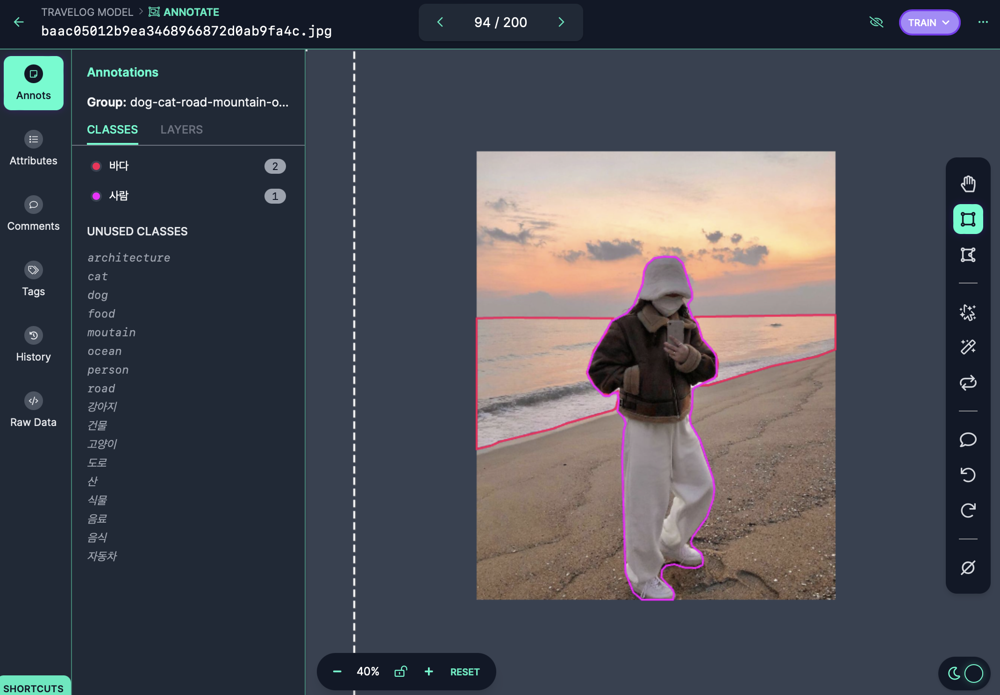 TRAVELOG MODEL > ANNOTATE
baac05012b9ea3468966872d0ab9fa4c.jpg
94 / 200
TRAIN
Annots
Attributes
Comments
Tags
History
Raw Data
SHORTCUTS
Annotations
Group: dog-cat-road-mountain-o...
CLASSES LAYERS
바다 2
사람 1
UNUSED CLASSES
architecture
cat
dog
food
moutain
ocean
person
road
강아지
건물
고양이
도로
산
식물
음료
음식
자동차
40% RESET